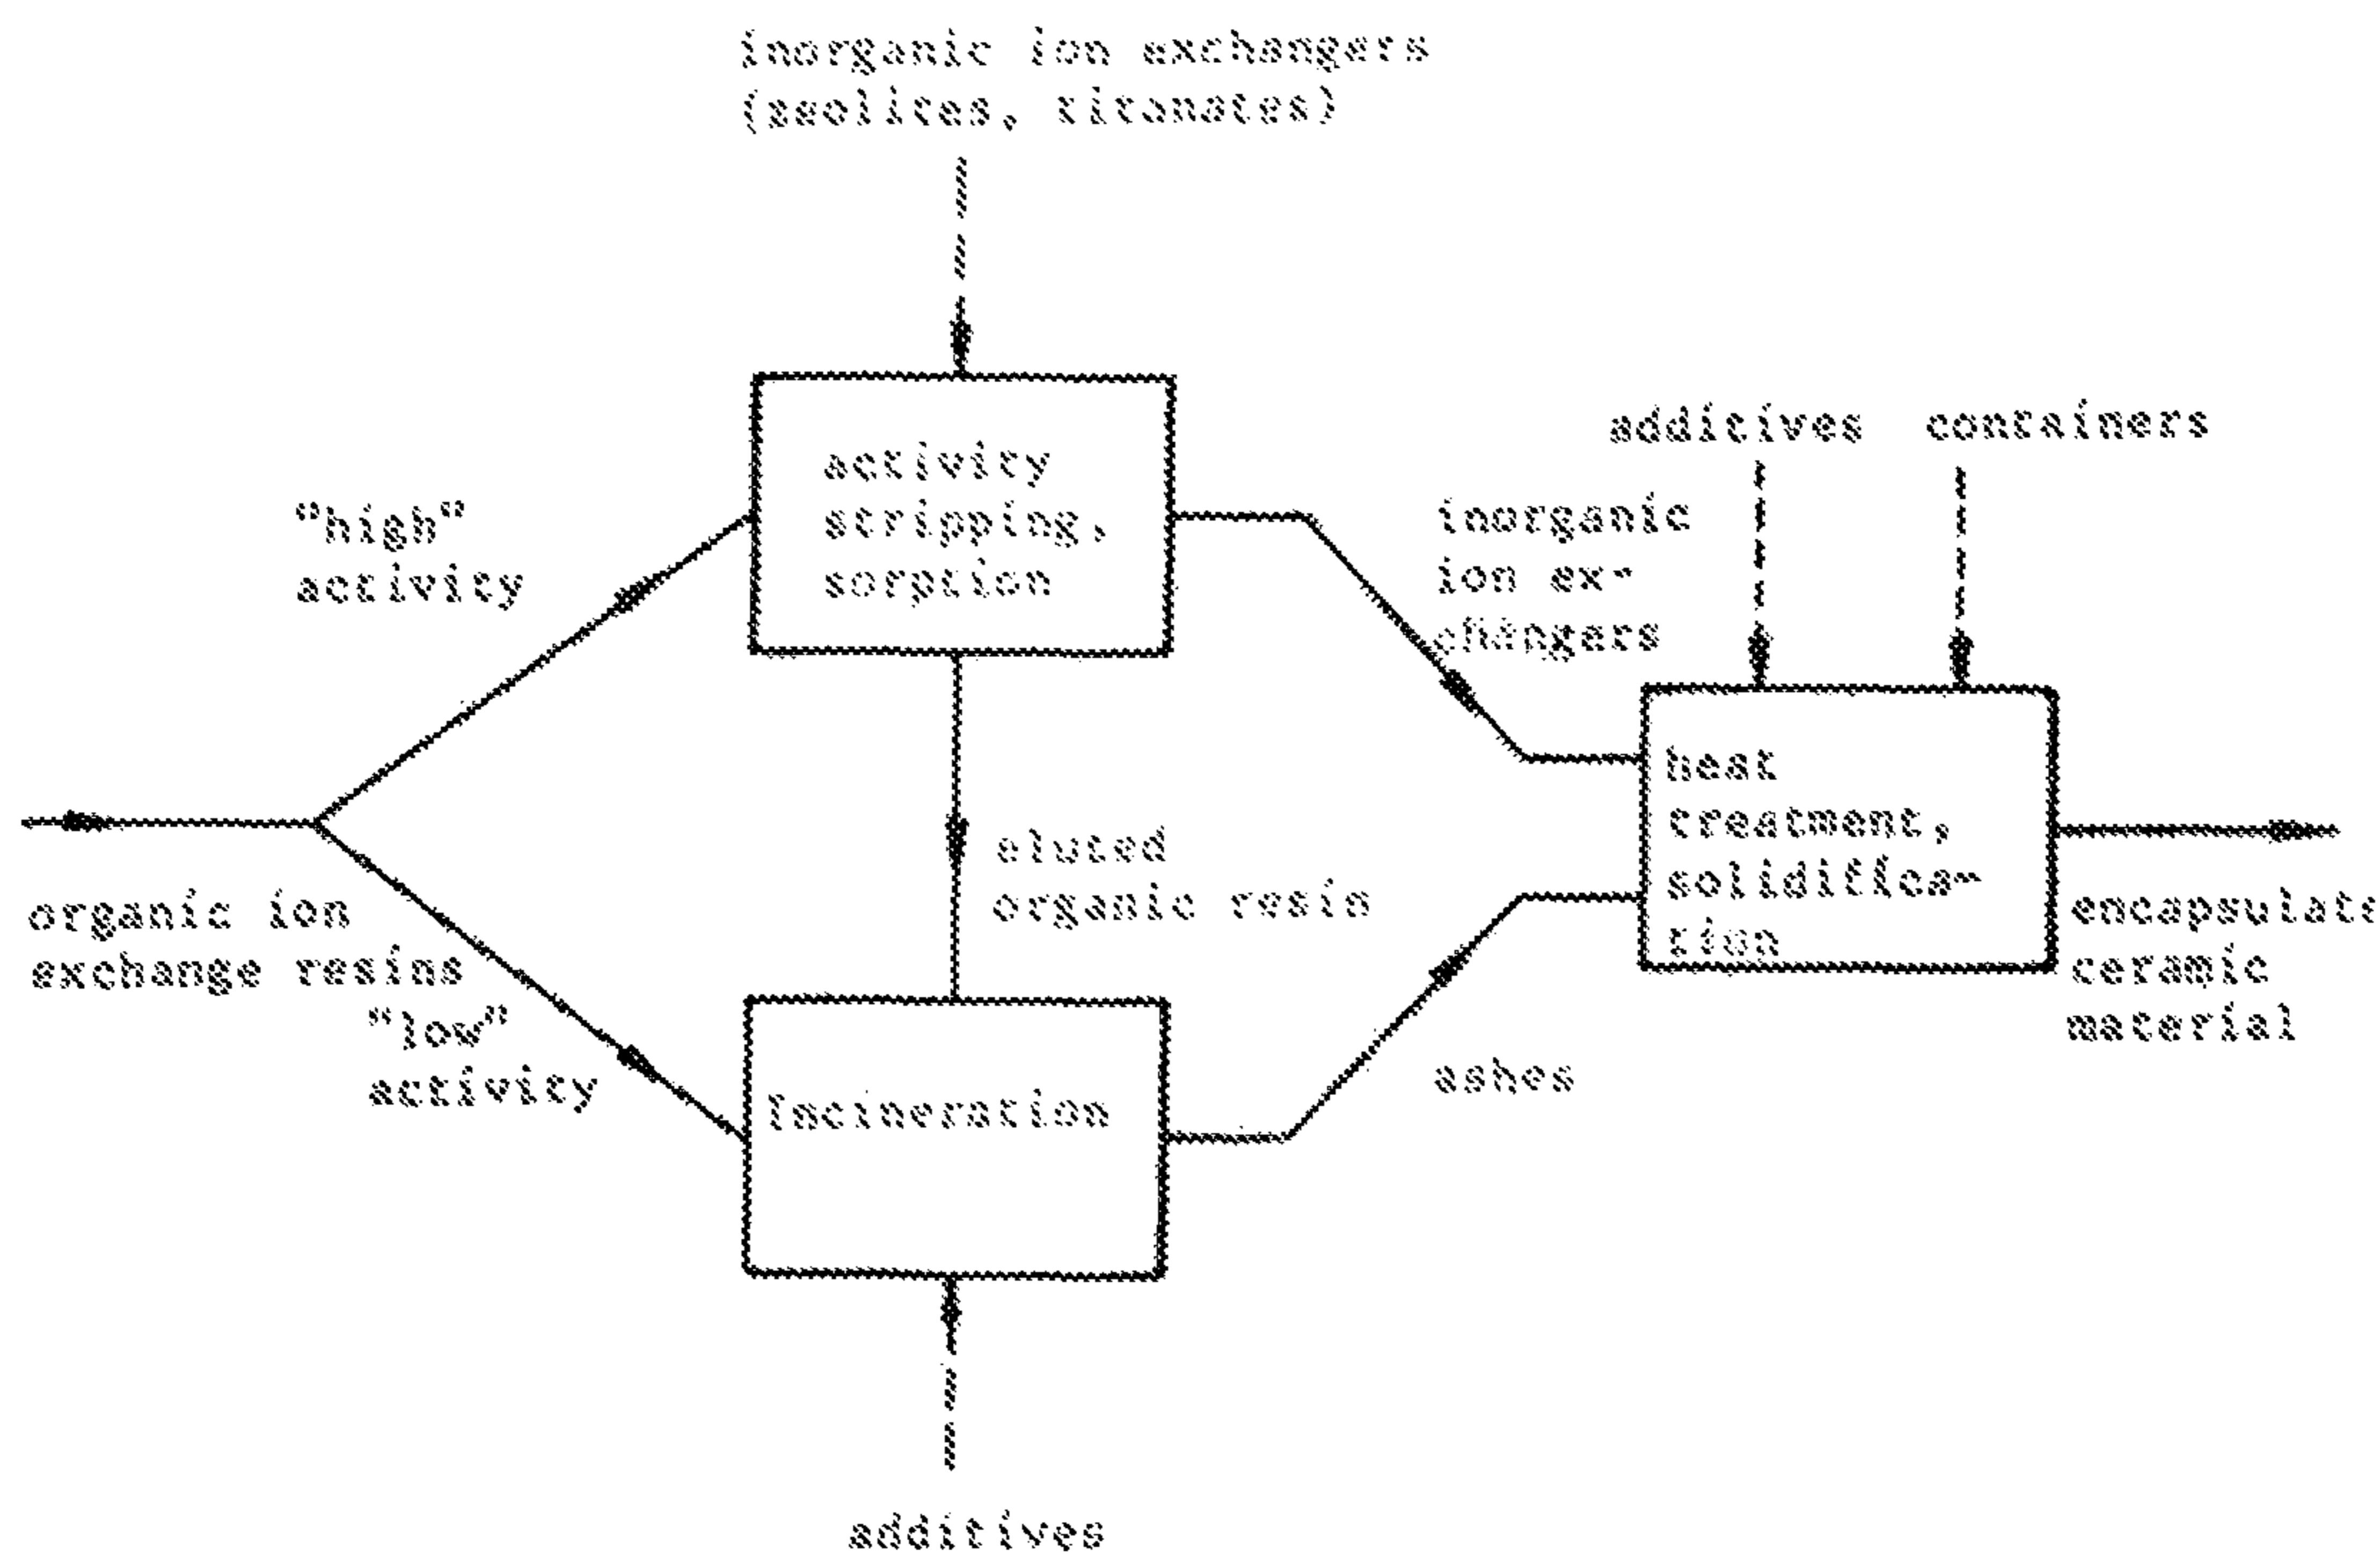 inorganic ion exchangers
(zeolites, titanates)
activity
stripping,
sorption
"high"
activity
additives
containers
inorganic
ion ex-
changers
heat
treatment,
solidifica-
tion
eluted
organic resin
organic ion
exchange resins
"low"
activity
encapsulate
ceramic
material
Incineration
ashes
additives